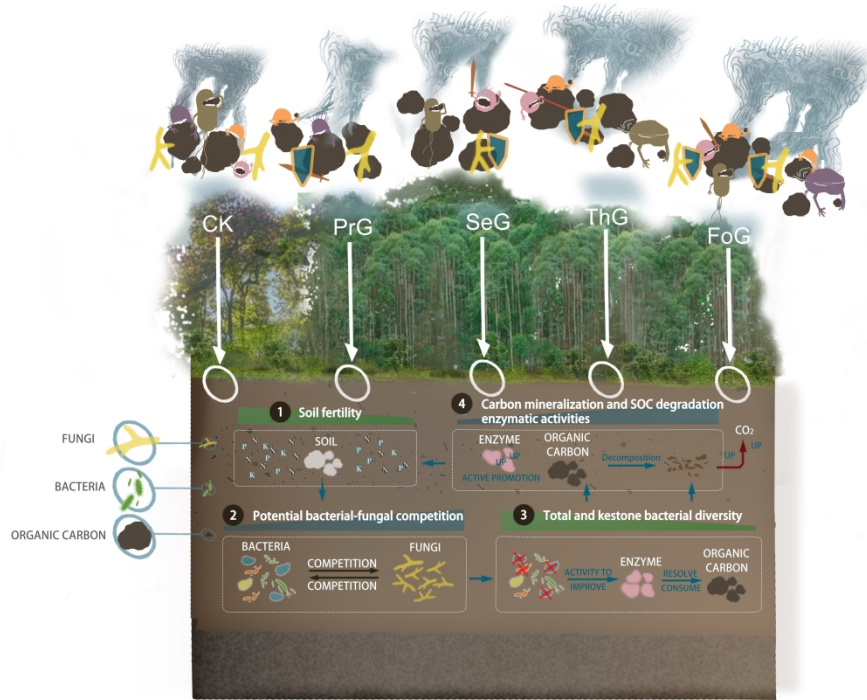 CK
PrG
SeG
ThG
FoG
1 Soil fertility
SOIL
4 Carbon mineralization and SOC degradation
enzymatic activities
ENZYME
UP
UP
ACTIVE PROMOTION
ORGANIC
CARBON
Decomposition
UP
CO₂
UP
FUNGI
BACTERIA
ORGANIC CARBON
2 Potential bacterial-fungal competition
BACTERIA
COMPETITION
COMPETITION
FUNGI
3 Total and kestone bacterial diversity
ACTIVITY TO
IMPROVE
ENZYME
RESOLVE
CONSUME
ORGANIC
CARBON